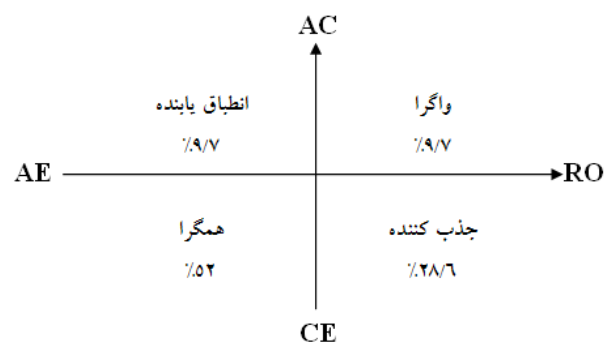 AC
واگرا
انطباق یابنده
٪۹/۷
٪۹/۷
AE
RO
جذب کننده
همگرا
٪۲۸/۶
٪۵۲
CE